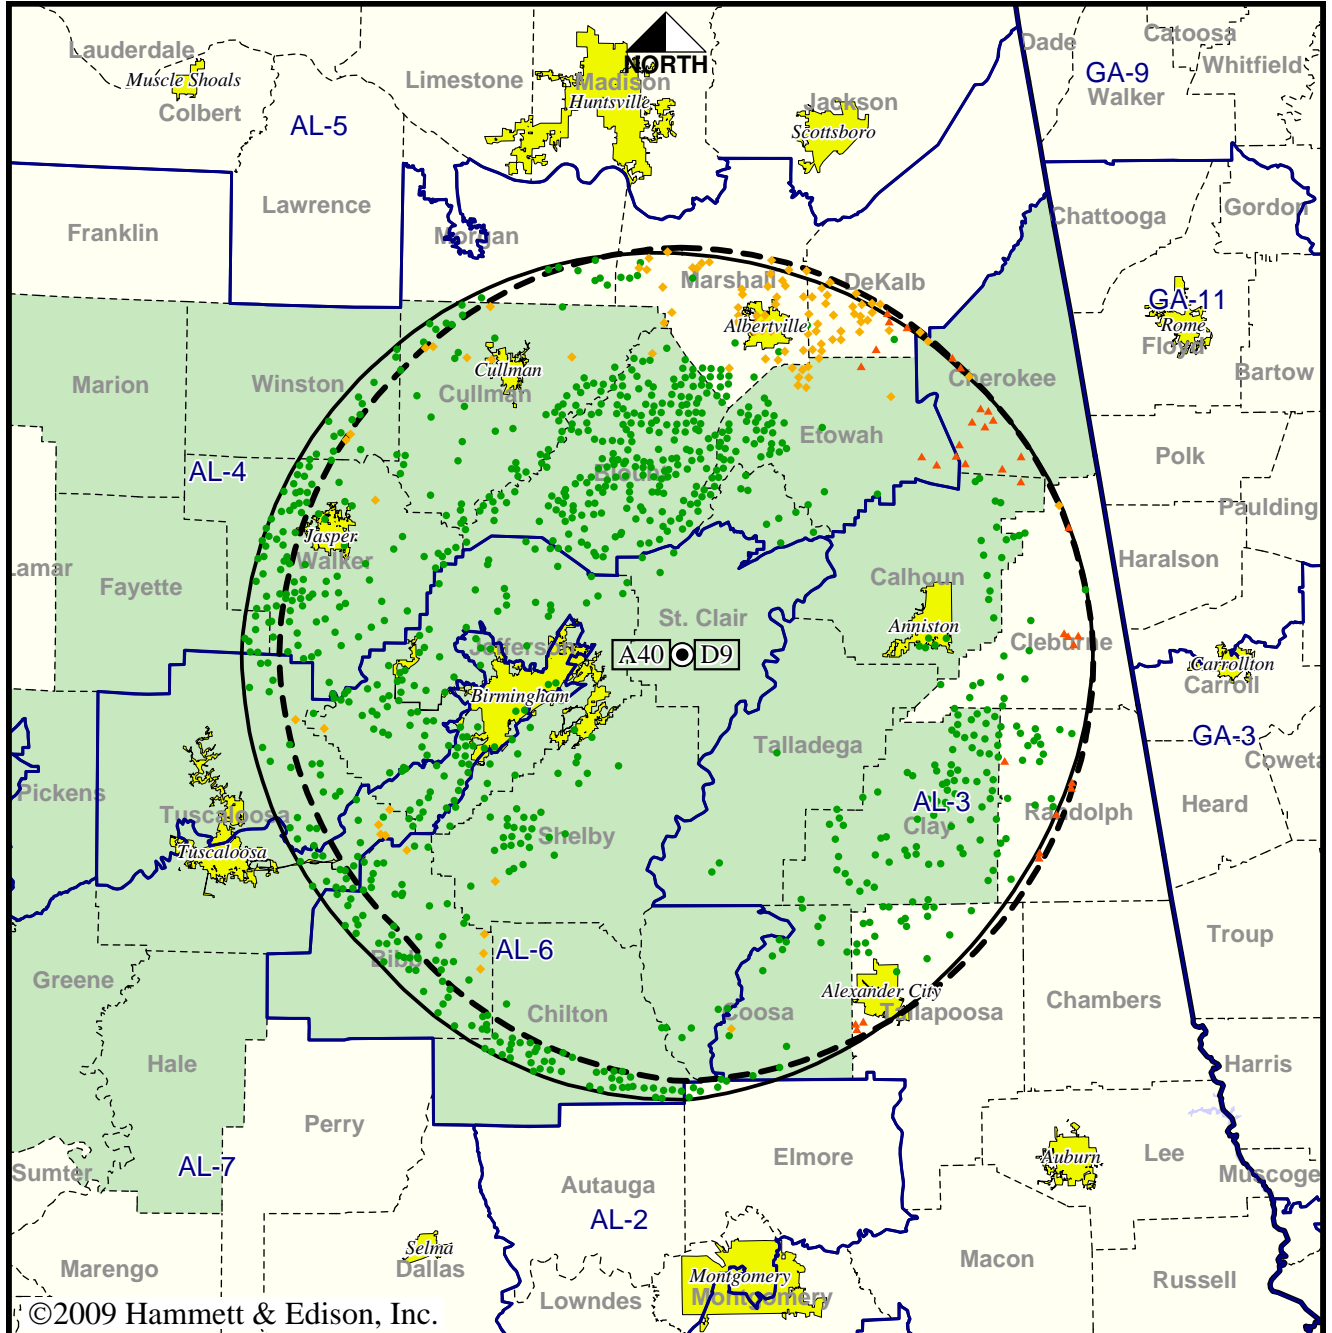 Lauderdale
Muscle Shoals
Colbert
AL-5
Limestone
NORTH
Madison
Huntsville
Jackson
Scottsboro
Dade
GA-9
Walker
Catoosa
Whitfield
Franklin
Lawrence
Morgan
Marshall
DeKalb
Chattooga
Gordon
Albertville
GA-11
Rome
Floyd
Bartow
Marion
Winston
Cullman
Cullman
Cherokee
Etowah
Polk
AL-4
Blount
Paulding
Jasper
Walker
Haralson
Lamar
Fayette
Calhoun
St. Clair
Anniston
Cleburne
Jefferson
A40
D9
Carrollton
Carroll
Birmingham
Talladega
GA-3
Coweta
Pickens
Tuscaloosa
Tuscaloosa
Shelby
AL-3
Clay
Randolph
Heard
Troup
Greene
Bibb
AL-6
Alexander City
Tallapoosa
Chambers
Chilton
Coosa
Hale
Harris
Perry
Sumter
AL-7
Elmore
Auburn
Lee
Muscoge
Autauga
AL-2
Selma
Dallas
Marengo
Macon
Russell
Montgomery
Montgomery
Lowndes
©2009 Hammett & Edison, Inc.